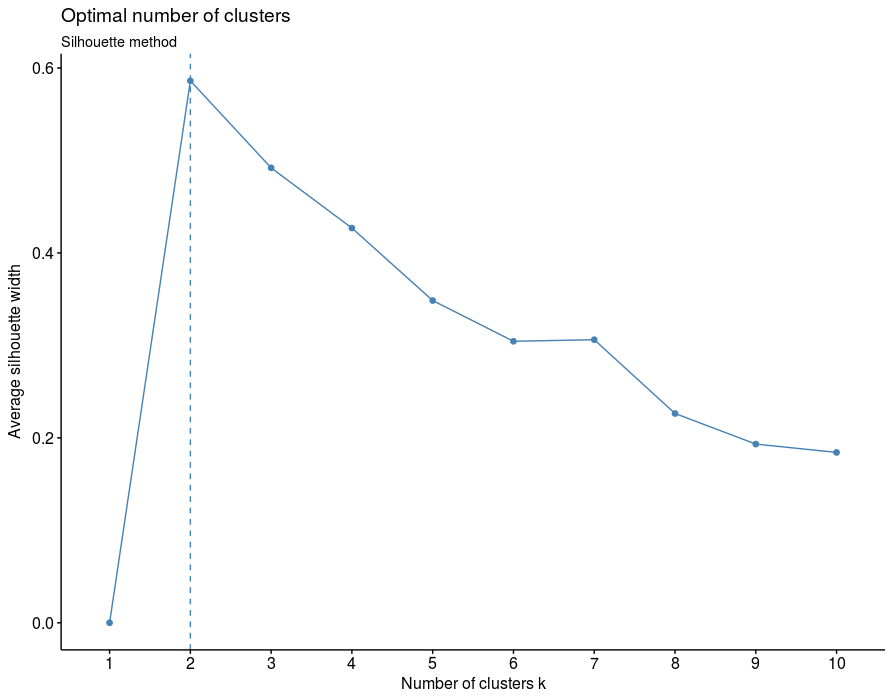 Optimal number of clusters
Silhouette method
0.6
0.4
0.2
0.0
Average silhouette width
1 2 3 4 5 6 7 8 9 10
Number of clusters k